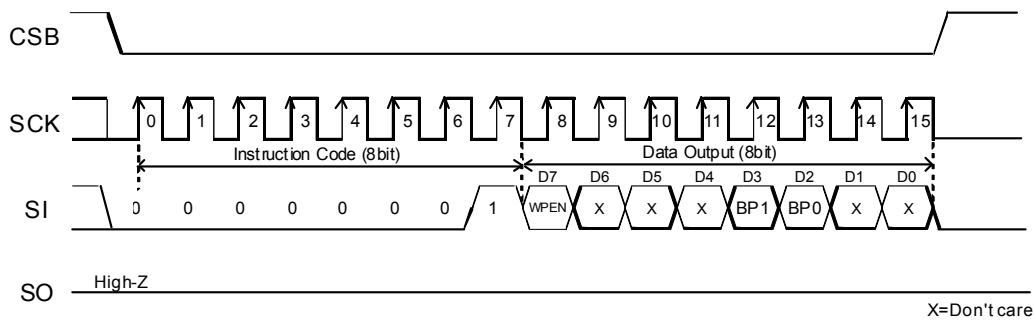 CSB
SCK 0 1 2 3 4 5 6 7 8 9 10 11 12 13 14 15
Instruction Code (8bit) Data Output (8bit)
D7 D6 D5 D4 D3 D2 D1 D0
SI 0 0 0 0 0 0 0 1 WPEN X X X BP1 BP0 X X
High-Z
SO
X=Don't care